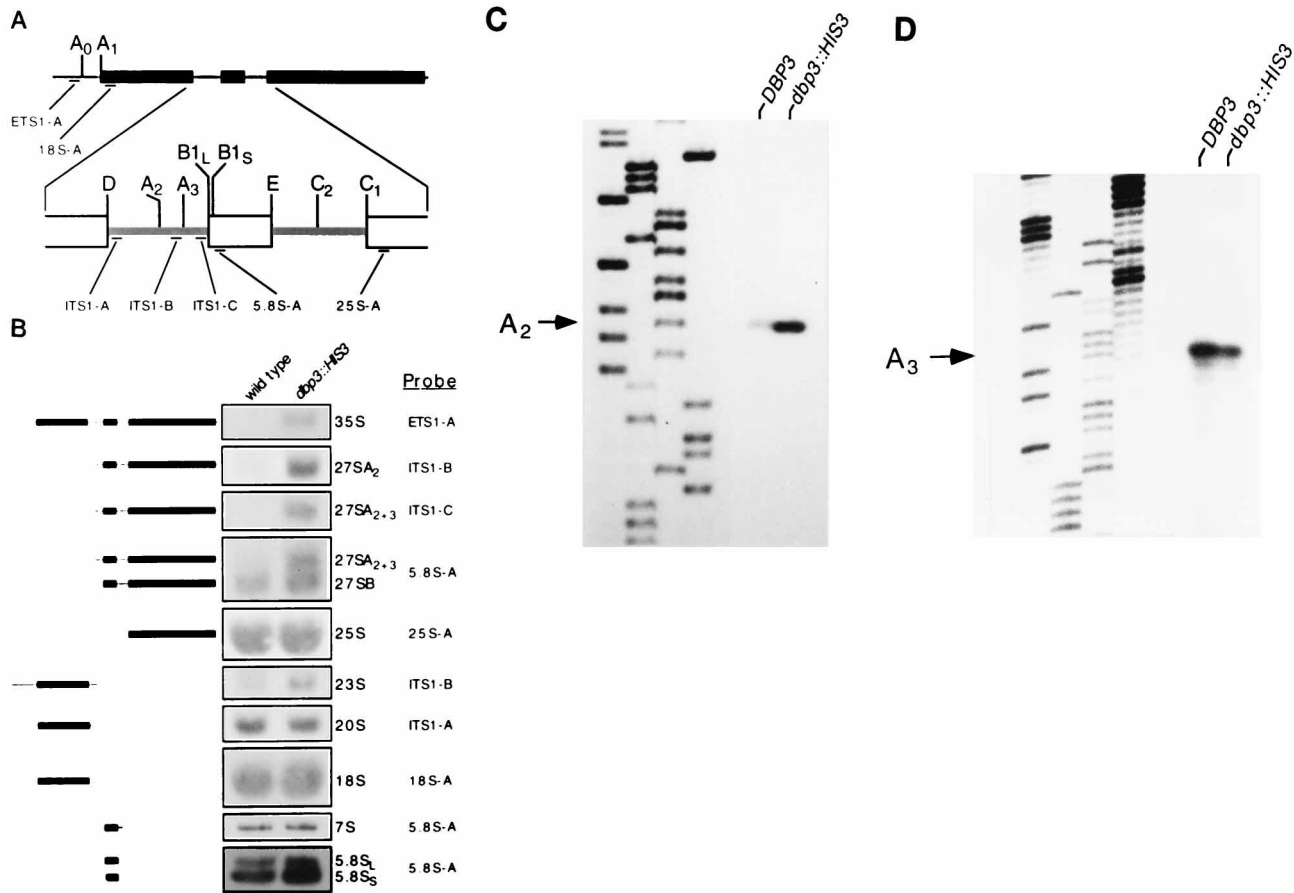 A
A0 A1
ETS1-A
18S-A
B1L B1S
D A2 A3 E C2 C1
ITS1-A ITS1-B ITS1-C 5.8S-A 25S-A
B
wild type dbp3::HIS3 Probe
35S ETS1-A
27SA2 ITS1-B
27SA2+3 ITS1-C
27SA2+3
5.8S-A
27SB
25S 25S-A
23S ITS1-B
20S ITS1-A
18S 18S-A
7S 5.8S-A
5.8SL
5.8S-A
5.8SS
C
DBP3 dbp3::HIS3
A2
D
DBP3 dbp3::HIS3
A3